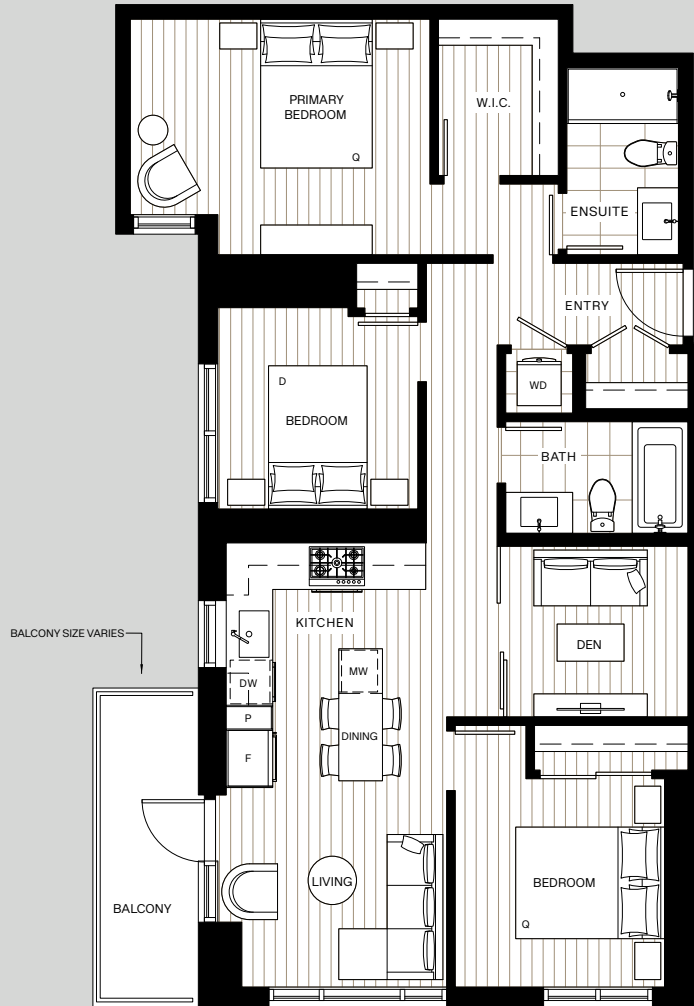 PRIMARY
BEDROOM
Q
W.I.C.
ENSUITE
ENTRY
D
BEDROOM
WD
BATH
KITCHEN
BALCONY SIZE VARIES
DEN
MW
DW
P
DINING
F
LIVING
BEDROOM
Q
BALCONY